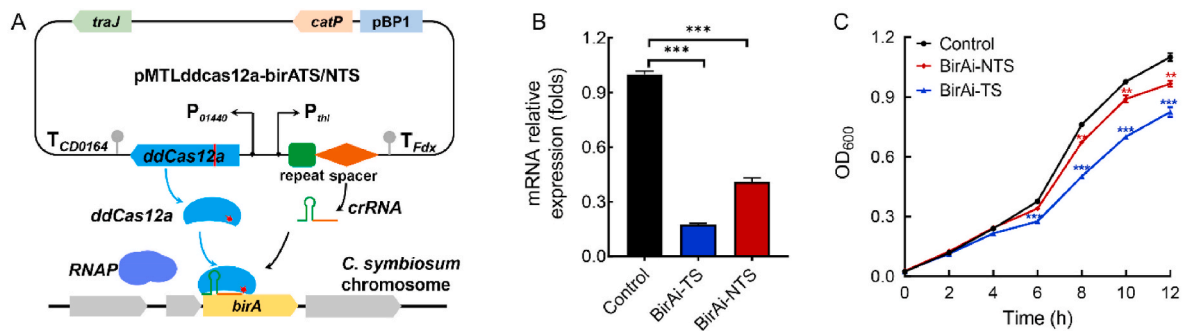 A
traJ
catP
pBP1
pMTLddcas12a-birATS/NTS
P01440
Pthl
TCD0164
TFdx
ddCas12a
repeat spacer
ddCas12a
crRNA
RNAP
C. symbiosum
chromosome
birA
B
mRNA relative
expression (folds)
1.2
0.9
0.6
0.3
0.0
***
***
Control
BirAi-TS
BirAi-NTS
C
OD600
1.2
0.9
0.6
0.3
0.0
Control
BirAi-NTS
BirAi-TS
***
**
***
**
***
**
***
0
2
4
6
8
10
12
Time (h)